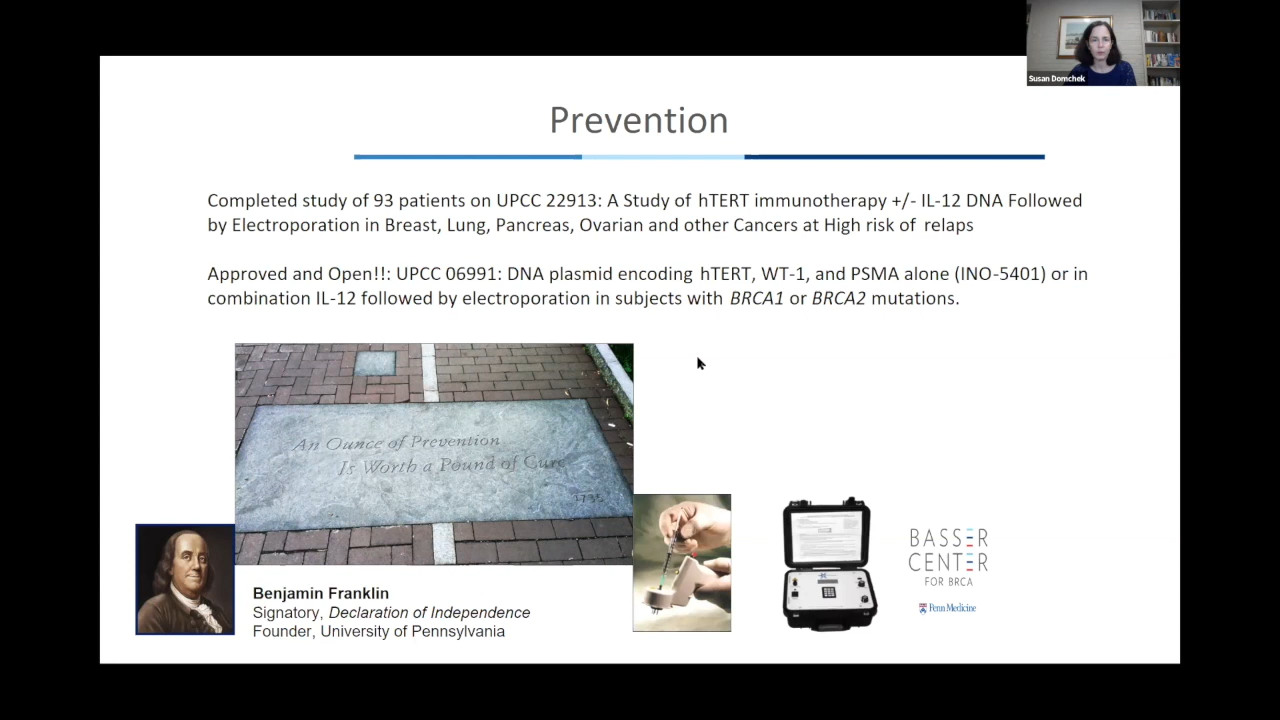 Susan Domchek
Prevention
Completed study of 93 patients on UPCC 22913: A Study of hTERT immunotherapy +/- IL-12 DNA Followed
by Electroporation in Breast, Lung, Pancreas, Ovarian and other Cancers at High risk of relaps
Approved and Open!!: UPCC 06991: DNA plasmid encoding hTERT, WT-1, and PSMA alone (INO-5401) or in
combination IL-12 followed by electroporation in subjects with BRCA1 or BRCA2 mutations.
An Ounce of Prevention
Is Worth a Pound of Cure
Benjamin Franklin
Signatory, Declaration of Independence
Founder, University of Pennsylvania
BASSER
CENTER
FOR BRCA
Penn Medicine